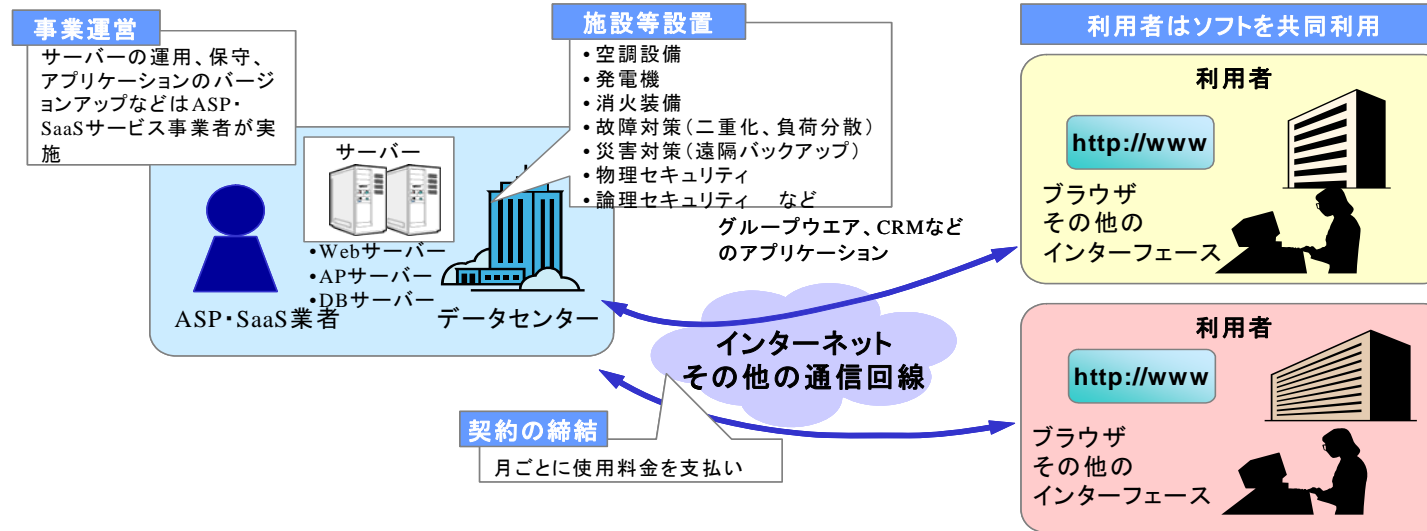 事業運営
サーバーの運用、保守、
アプリケーションのバージ
ョンアップなどはASP・
SaaSサービス事業者が実
施
施設等設置
•空調設備
•発電機
•消火装備
•故障対策(二重化、負荷分散)
•災害対策(遠隔バックアップ)
•物理セキュリティ
•論理セキュリティ　など
サーバー
•Webサーバー
•APサーバー
•DBサーバー
ASP・SaaS業者
データセンター
グループウエア、CRMなど
のアプリケーション
インターネット
その他の通信回線
契約の締結
月ごとに使用料金を支払い
利用者はソフトを共同利用
利用者
http://www
ブラウザ
その他の
インターフェース
利用者
http://www
ブラウザ
その他の
インターフェース